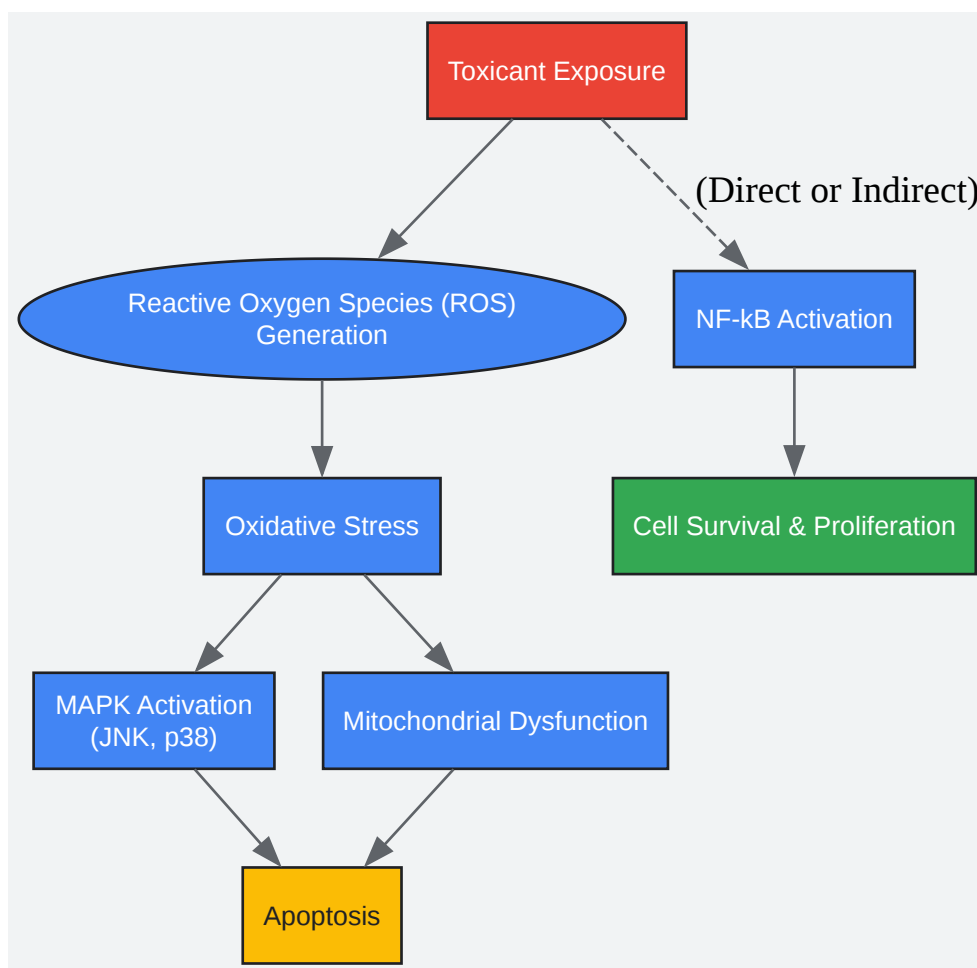 Toxicant Exposure
(Direct or Indirect)
Reactive Oxygen Species (ROS)
Generation
NF-kB Activation
Oxidative Stress
Cell Survival & Proliferation
MAPK Activation
(JNK, p38)
Mitochondrial Dysfunction
Apoptosis